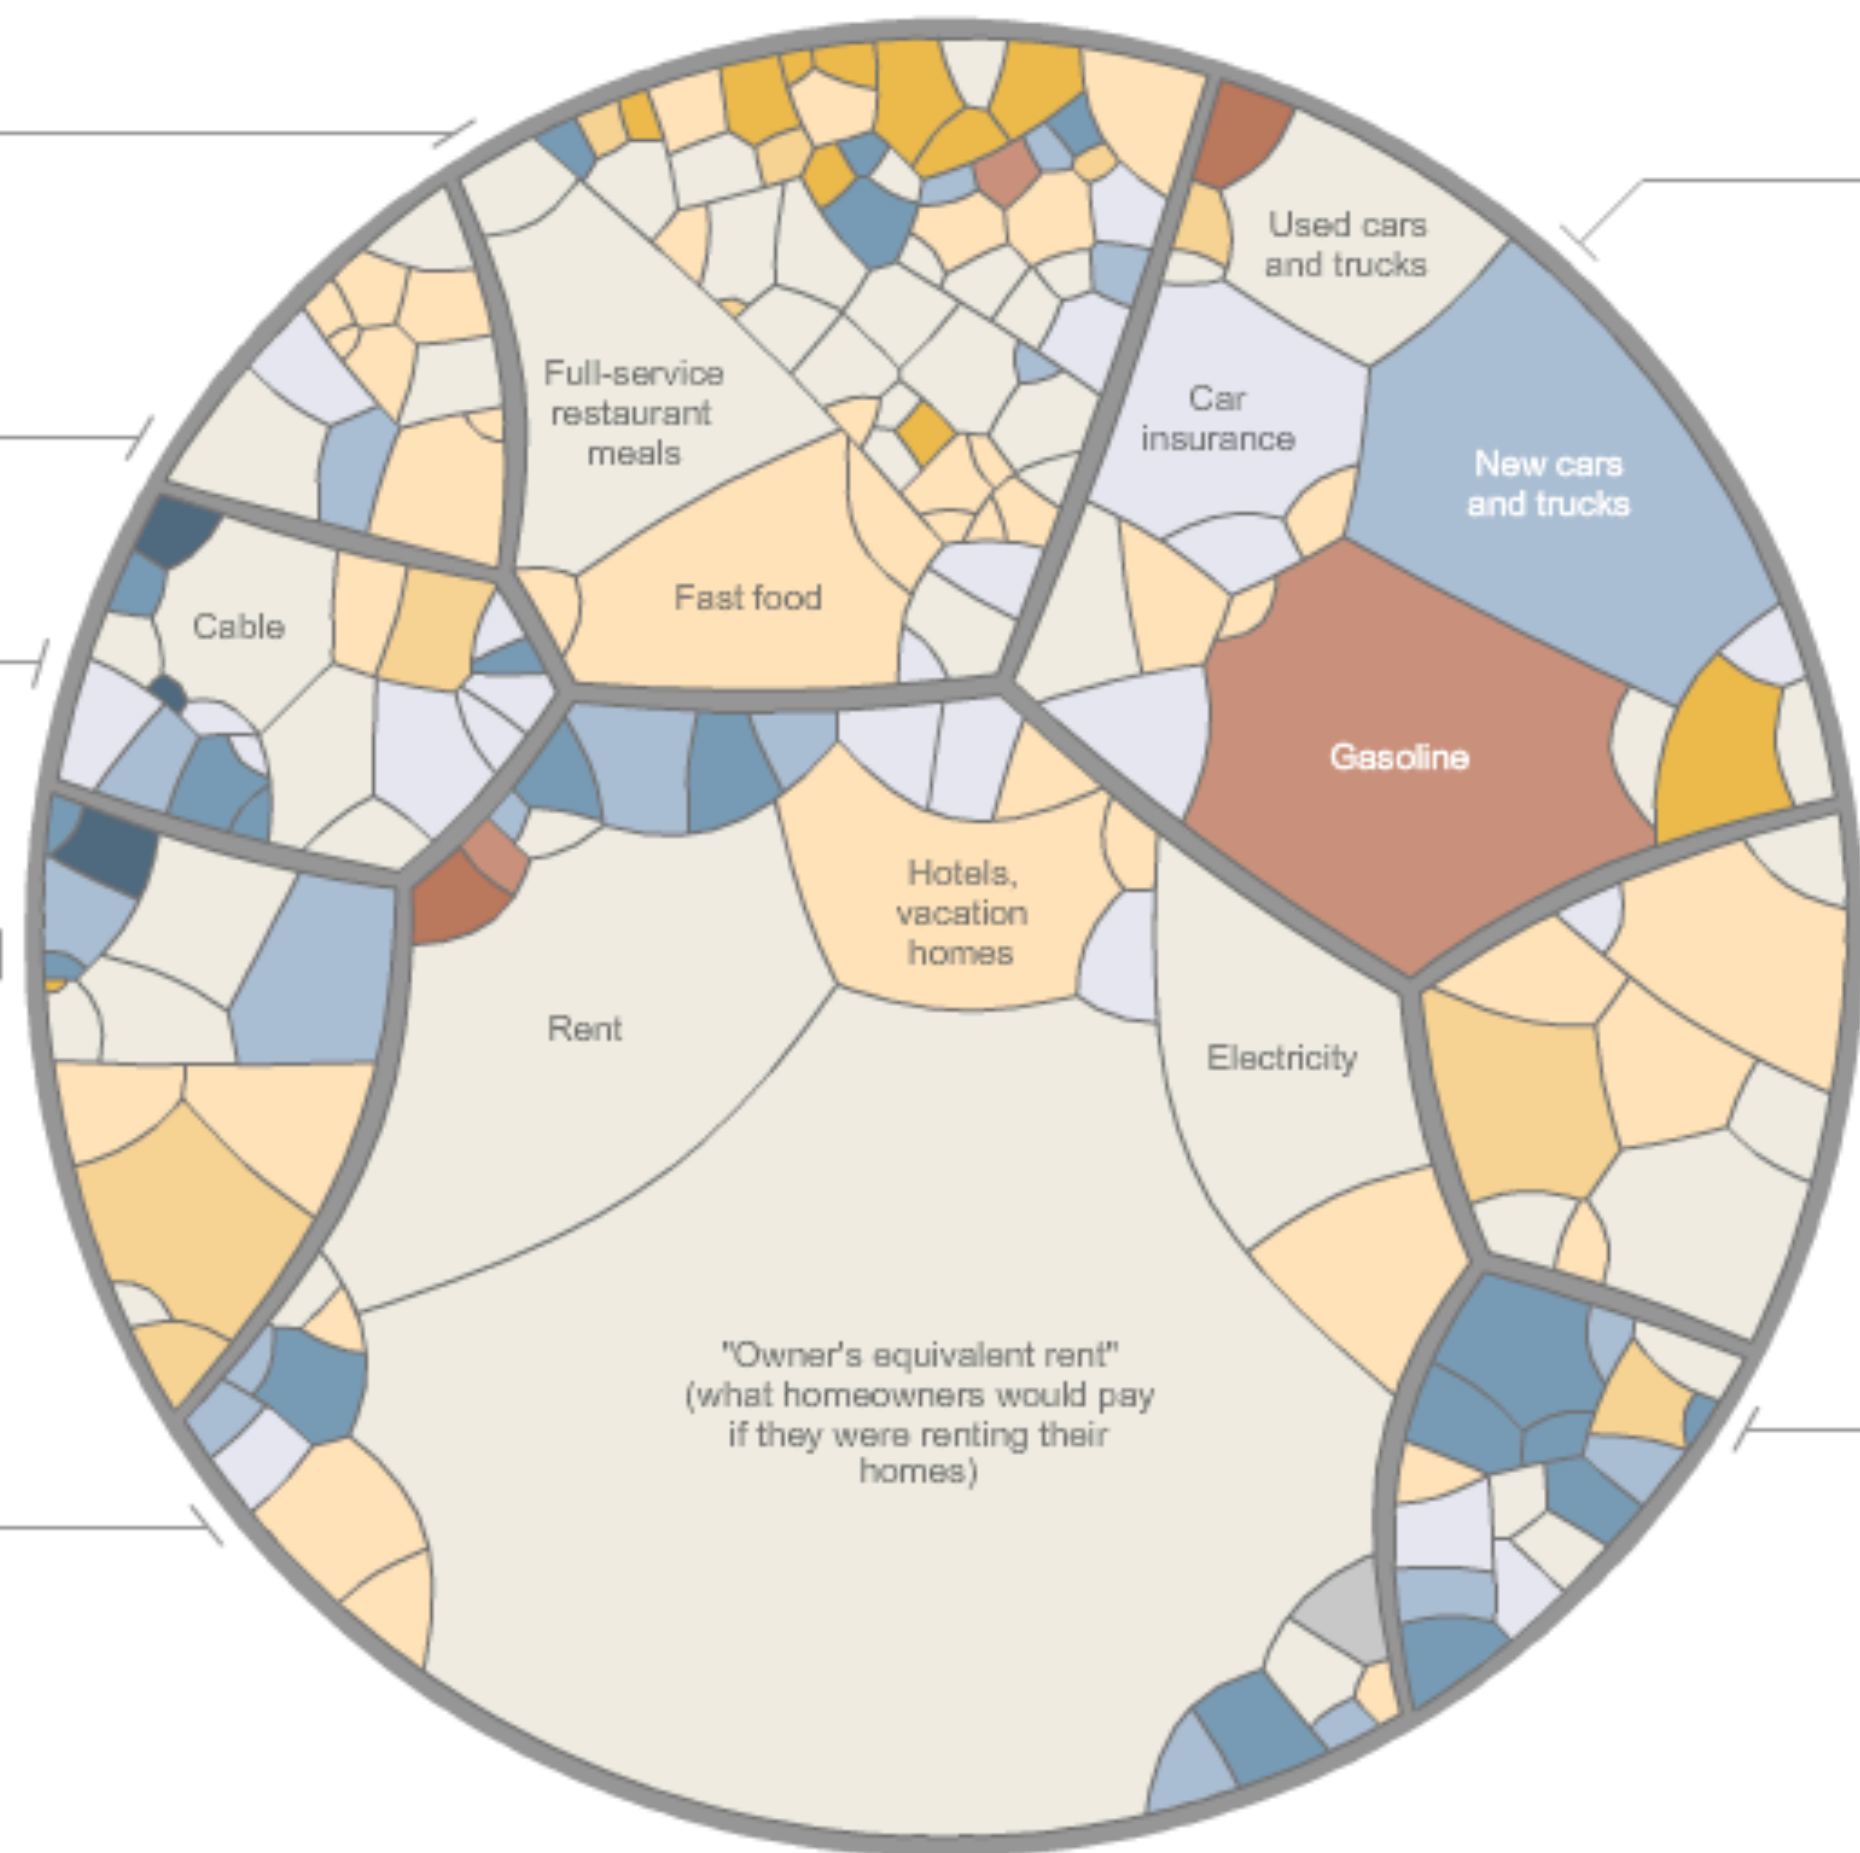 Used cars
and trucks
Full-service
restaurant
meals
Car
insurance
New cars
and trucks
Fast food
Cable
Gasoline
Hotels,
vacation
homes
Rent
Electricity
"Owner's equivalent rent"
(what homeowners would pay
if they were renting their
homes)